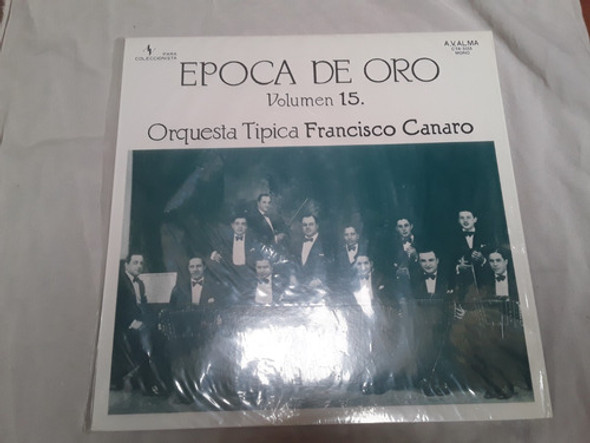 PARA
COLECCIONISTA
A.V. ALMA
MONO
EPOCA DE ORO
Volumen 15.
Orquesta Tipica Francisco Canaro